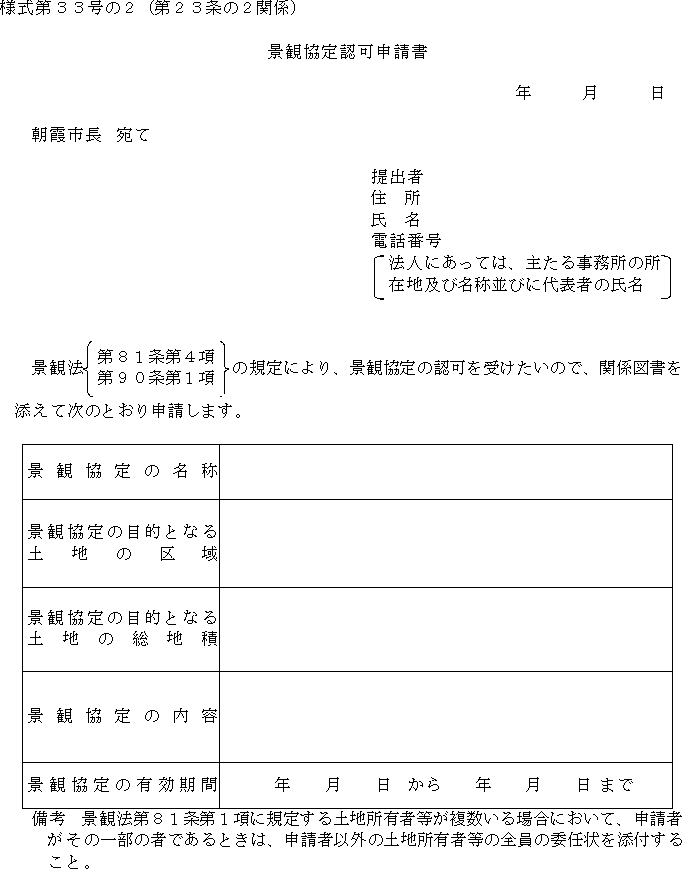 様式第３３号の２（第２３条の２関係）
景観協定認可申請書
年　　月　　日
朝霞市長　宛て
提出者
住　所
氏　名
電話番号
法人にあっては、主たる事務所の所
在地及び名称並びに代表者の氏名
景観法｛第８１条第４項
第９０条第１項｝の規定により、景観協定の認可を受けたいので、関係図書を
添えて次のとおり申請します。
景観協定の名称
景観協定の目的となる
土地の区域
景観協定の目的となる
土地の総地積
景観協定の内容
景観協定の有効期間　　年　　月　　日　から　　年　　月　　日まで
備考　景観法第８１条第１項に規定する土地所有者等が複数いる場合において、申請者
がその一部の者であるときは、申請者以外の土地所有者等の全員の委任状を添付する
こと。